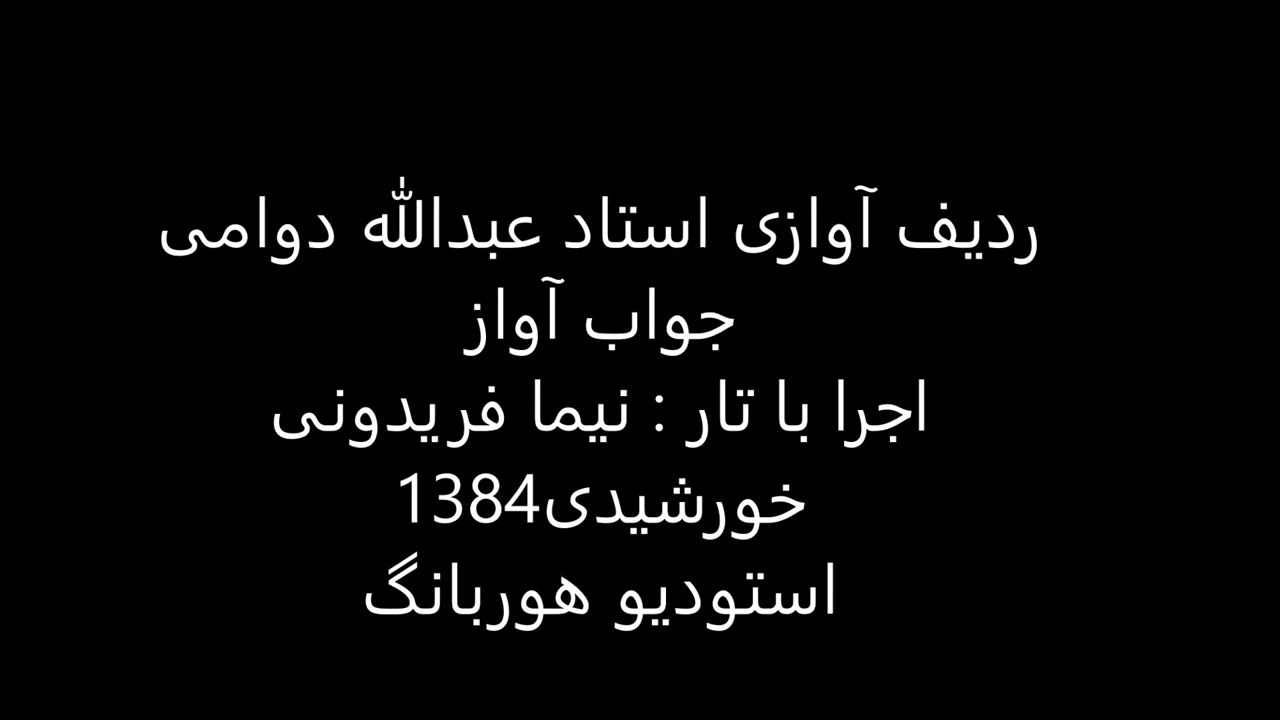 ردیف آوازی استاد عبدالله دوامی
جواب آواز
اجرا با تار : نیما فریدونی
خورشیدی1384
استودیو هوربانگ